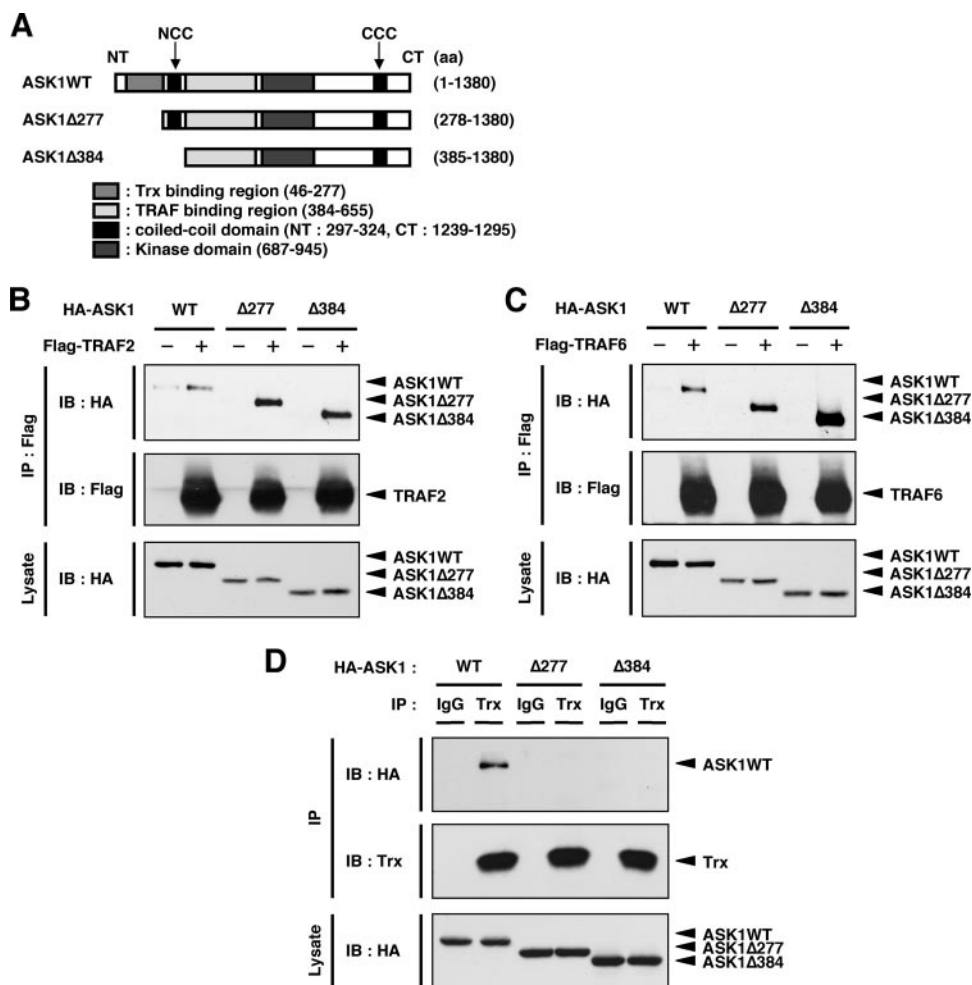 A
NCC
CCC
NT
CT (aa)
ASK1WT
(1-1380)
ASK1Δ277
(278-1380)
ASK1Δ384
(385-1380)
: Trx binding region (46-277)
: TRAF binding region (384-655)
: coiled-coil domain (NT : 297-324, CT : 1239-1295)
: Kinase domain (687-945)
B
HA-ASK1 WT Δ277 Δ384
Flag-TRAF2 − + − + − +
IP : Flag
IB : HA
ASK1WT
ASK1Δ277
ASK1Δ384
IB : Flag
TRAF2
Lysate
IB : HA
ASK1WT
ASK1Δ277
ASK1Δ384
C
HA-ASK1 WT Δ277 Δ384
Flag-TRAF6 − + − + − +
IP : Flag
IB : HA
ASK1WT
ASK1Δ277
ASK1Δ384
IB : Flag
TRAF6
Lysate
IB : HA
ASK1WT
ASK1Δ277
ASK1Δ384
D
HA-ASK1 : WT Δ277 Δ384
IP : IgG Trx IgG Trx IgG Trx
IP
IB : HA
ASK1WT
IB : Trx
Trx
Lysate
IB : HA
ASK1WT
ASK1Δ277
ASK1Δ384